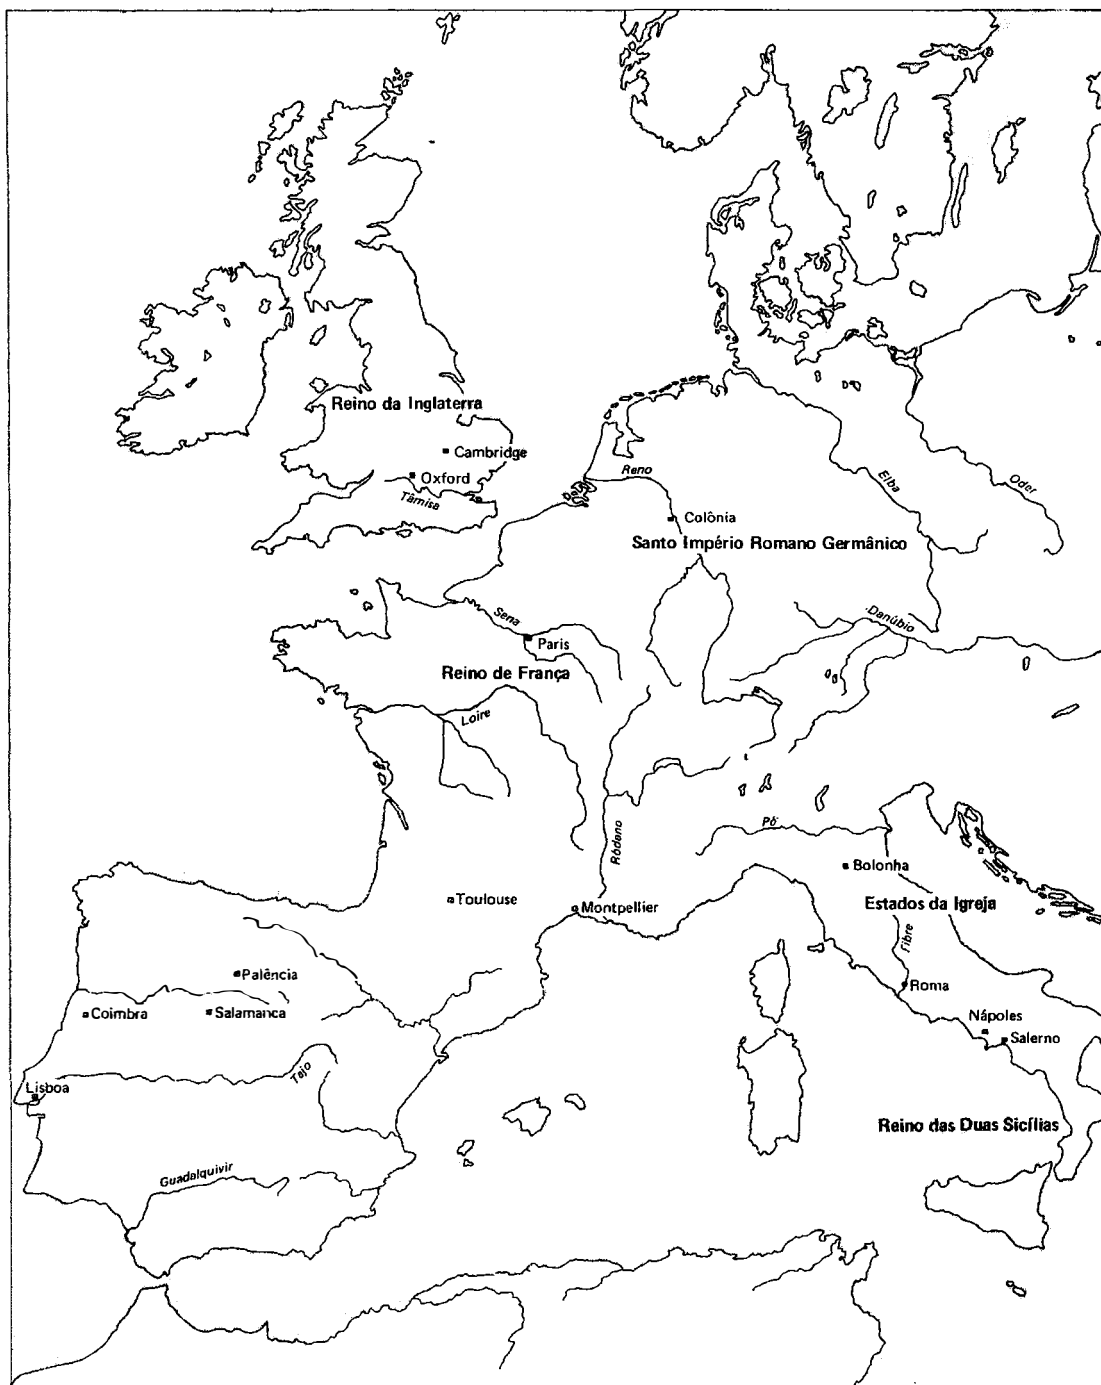 Reino da Inglaterra
Cambridge
Oxford
Tâmisa
Reno
Elba
Oder
Colônia
Santo Império Romano Germânico
Sena
Danúbio
Paris
Reino de França
Loire
Ródano
Pó
Bolonha
Toulouse
Montpellier
Estados da Igreja
Tibre
Palência
Roma
Coimbra
Salamanca
Nápoles
Salerno
Tejo
Lisboa
Reino das Duas Sicílias
Guadalquivir